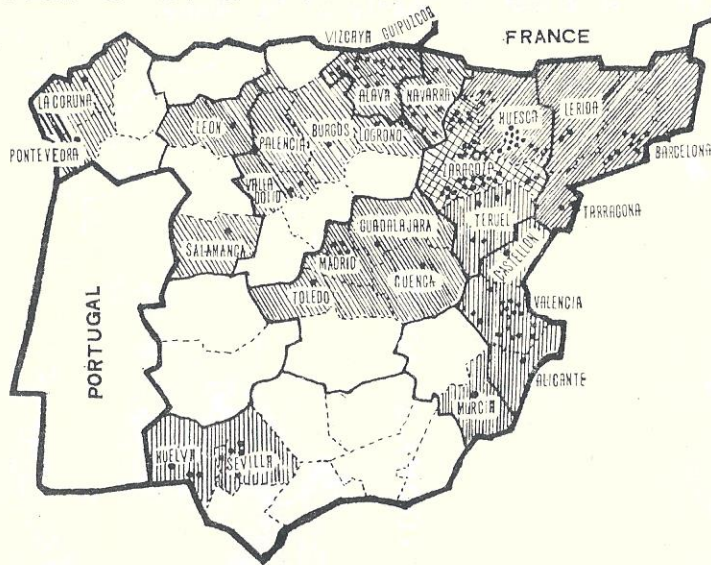 VIZCAYA GUIPUZCOA
FRANCE
LA CORUNA
ALAVA
NAVARRA
HUESCA
LERIDA
LEON
PALENCIA
BURGOS
LOGRONO
PONTEVEDRA
BARCELONA
ZARAGOZA
VALLA
DOLID
TERUEL
TARRAGONA
SALAMANCA
GUADALAJARA
CASTELLON
MADRID
CUENCA
TOLEDO
VALENCIA
PORTUGAL
ALICANTE
MURCIA
HUELVA
SEVILLA